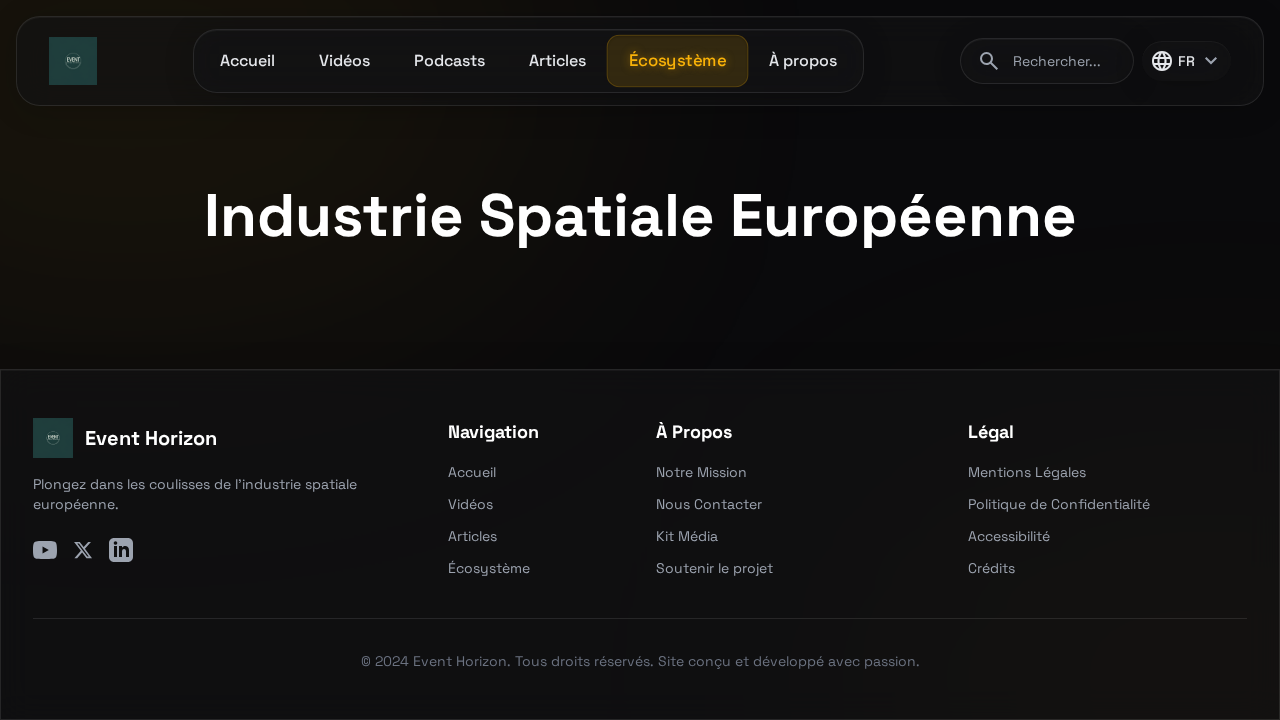 EVENT
Accueil
Vidéos
Podcasts
Articles
Écosystème
À propos
Rechercher...
FR
Industrie Spatiale Européenne
EVENT
Event Horizon
Plongez dans les coulisses de l'industrie spatiale
européenne.
Navigation
Accueil
Vidéos
Articles
Écosystème
À Propos
Notre Mission
Nous Contacter
Kit Média
Soutenir le projet
Légal
Mentions Légales
Politique de Confidentialité
Accessibilité
Crédits
© 2024 Event Horizon. Tous droits réservés. Site conçu et développé avec passion.